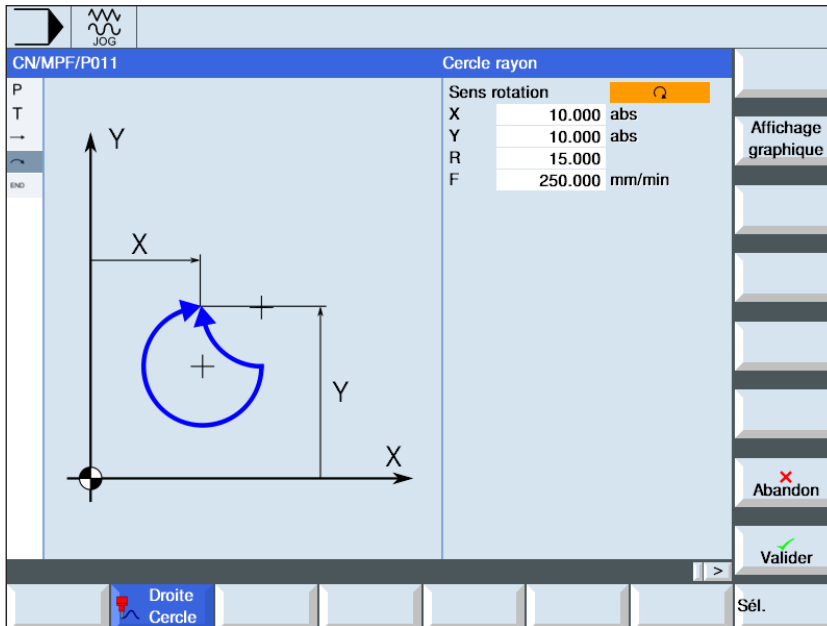 JOG
CN/MPF/P011
Cercle rayon
P
T
END
Sens rotation
X 10.000 abs
Y 10.000 abs
R 15.000
F 250.000 mm/min
Y
X
Y
X
Affichage
graphique
Abandon
Valider
>
Droite
Cercle
Sél.